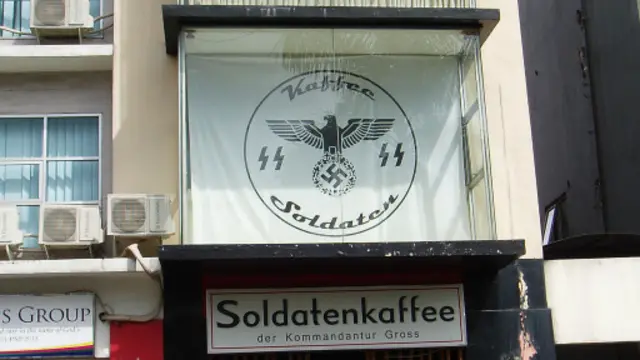 Kaffee
Soldaten
Soldatenkaffee
der Kommandantur Gross
S GROUP